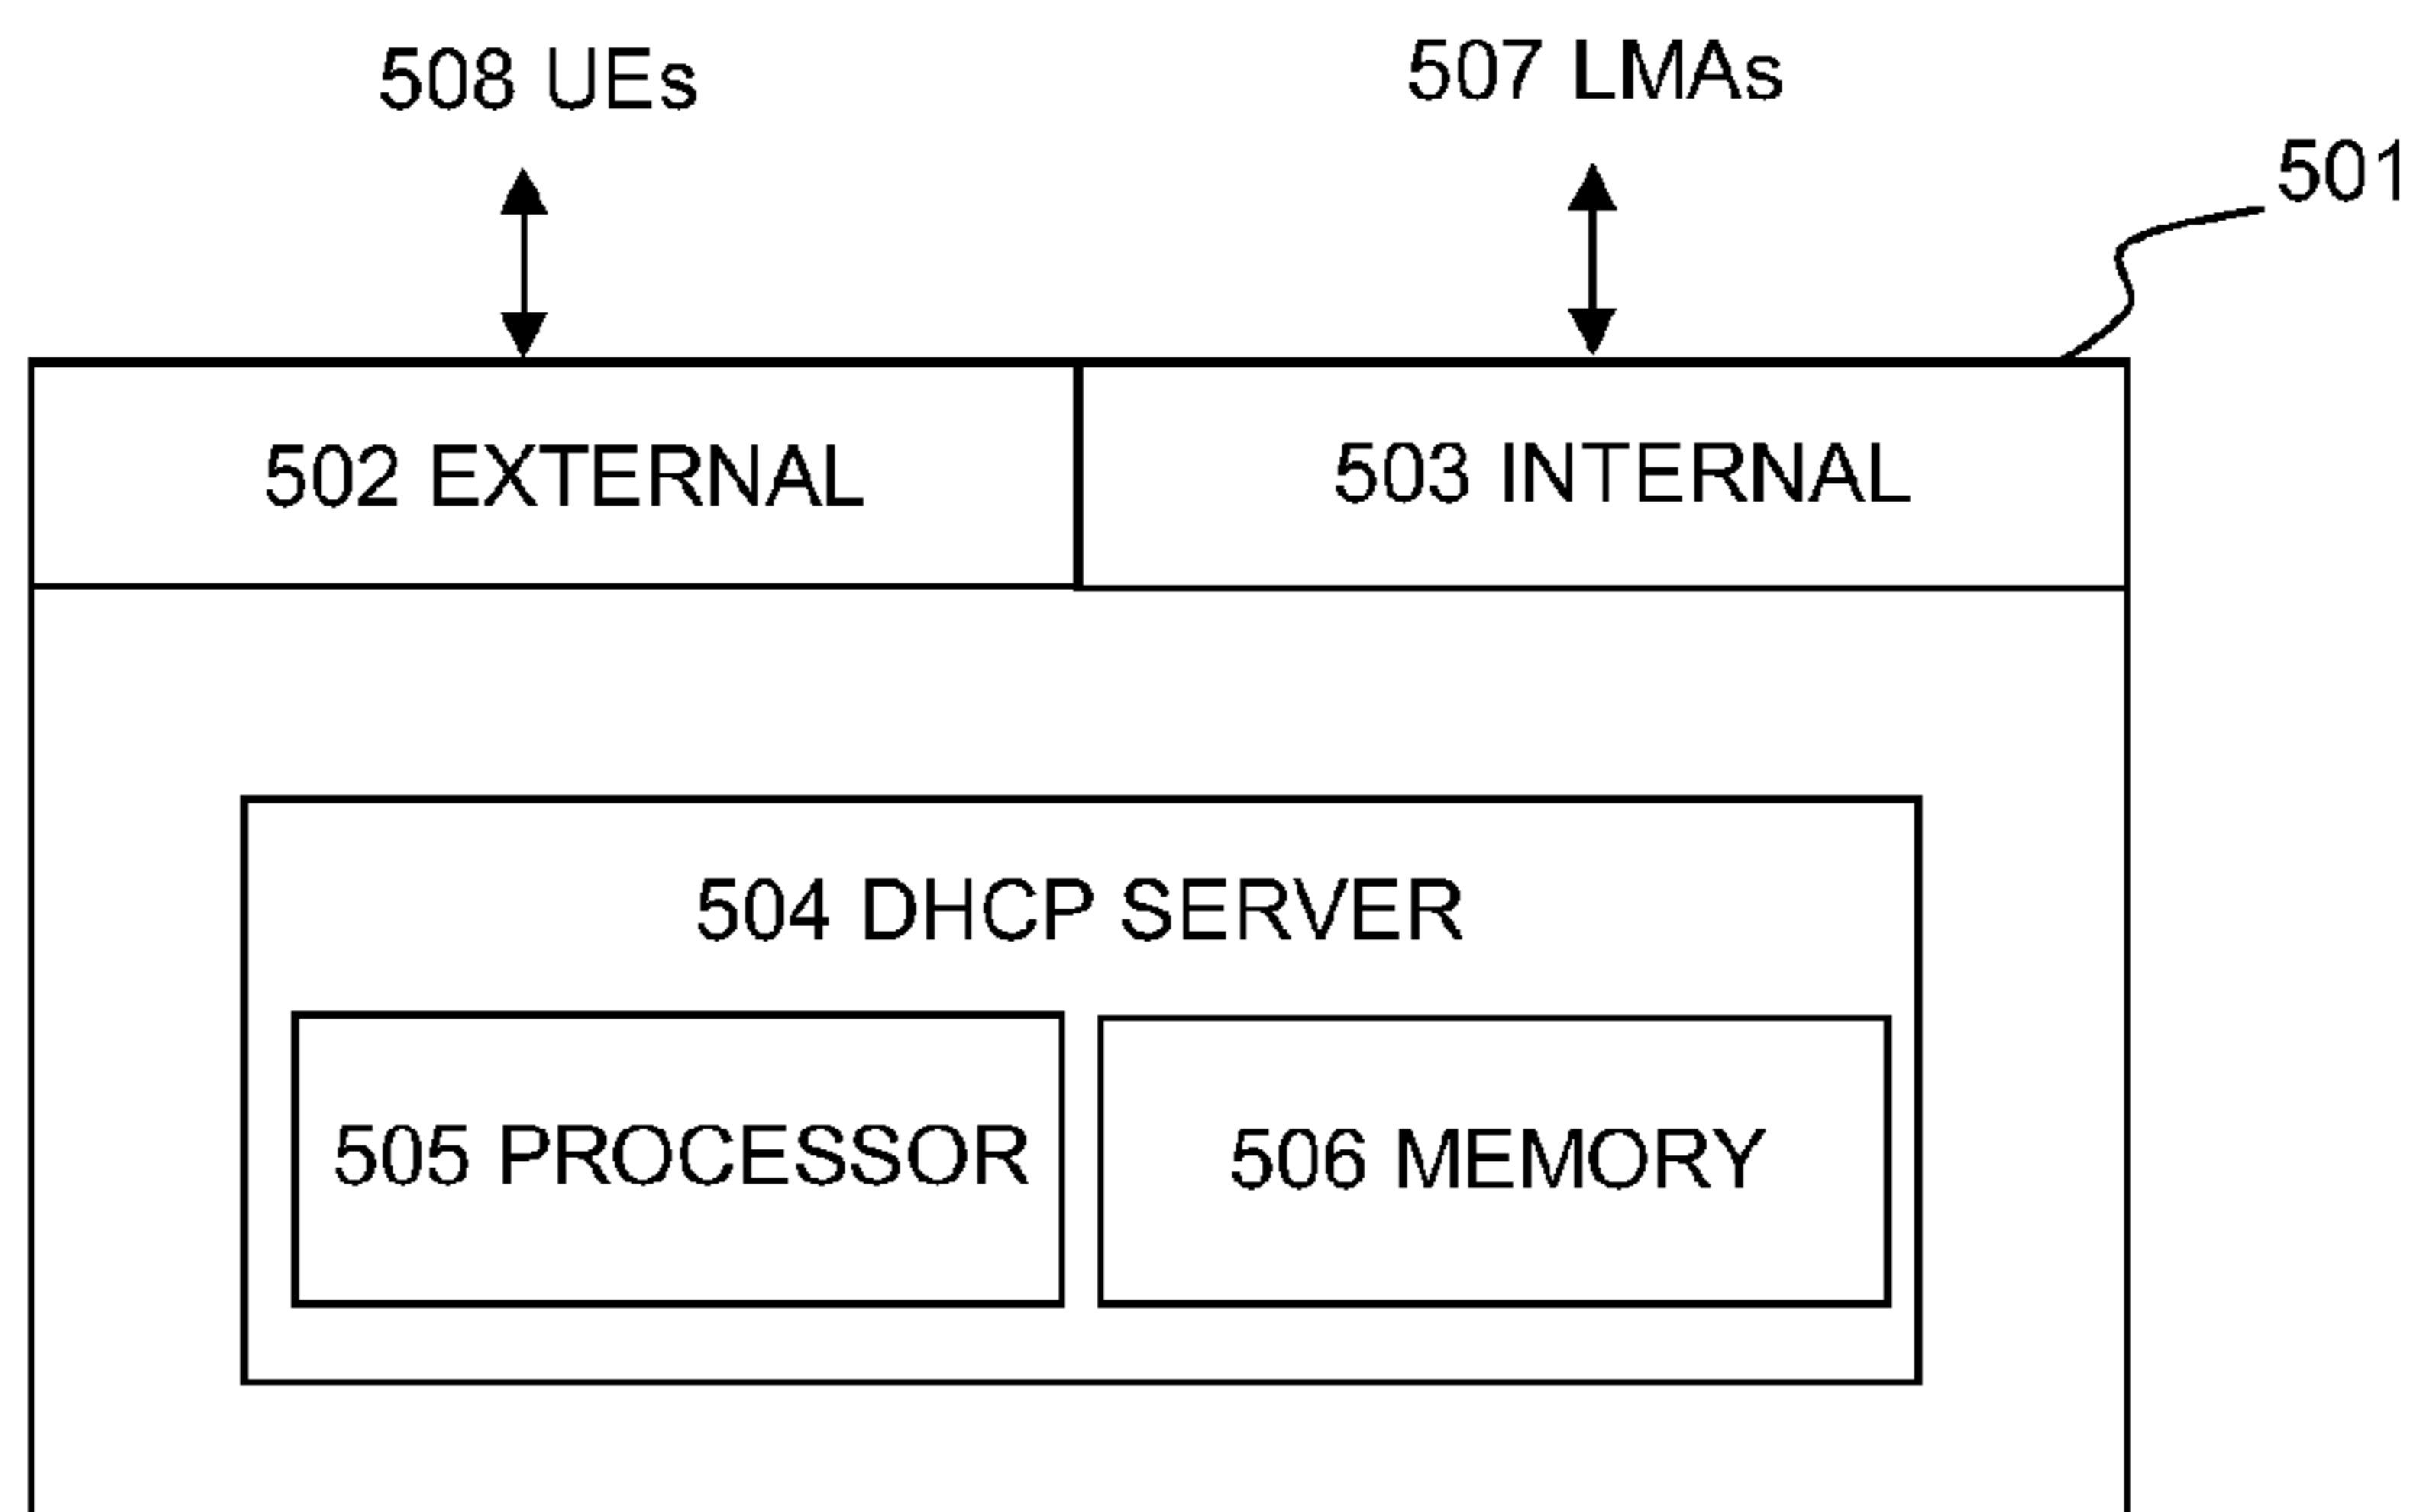 508 UEs
507 LMAs
501
502 EXTERNAL
503 INTERNAL
504 DHCP SERVER
505 PROCESSOR
506 MEMORY